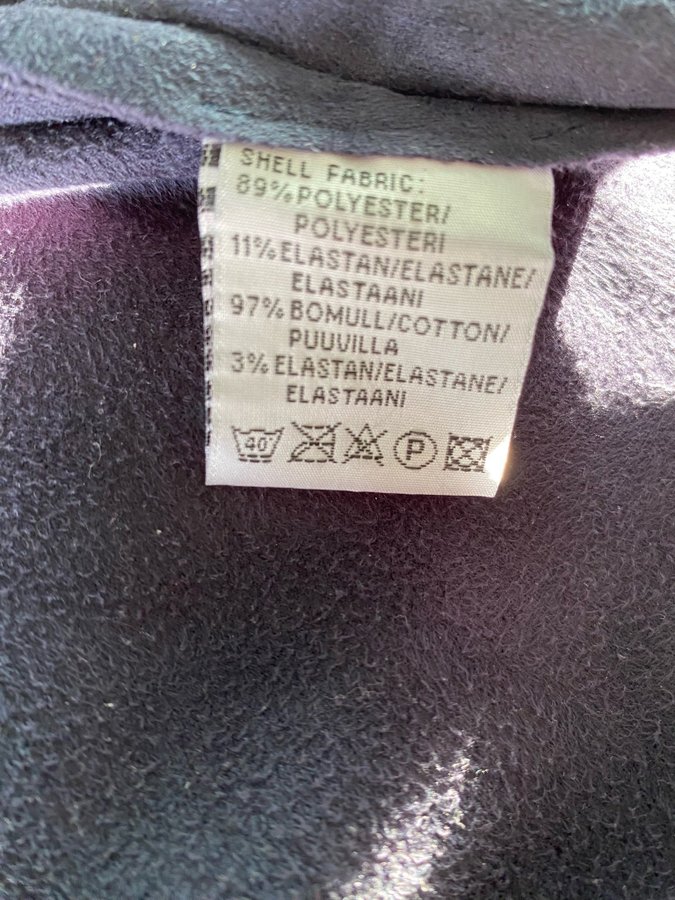 SHELL FABRIC:
89% POLYESTER/
POLYESTERI
11% ELASTAN/ELASTANE/
ELASTAANI
97% BOMULL/COTTON/
PUUVILLA
3% ELASTAN/ELASTANE/
ELASTAANI
40° P